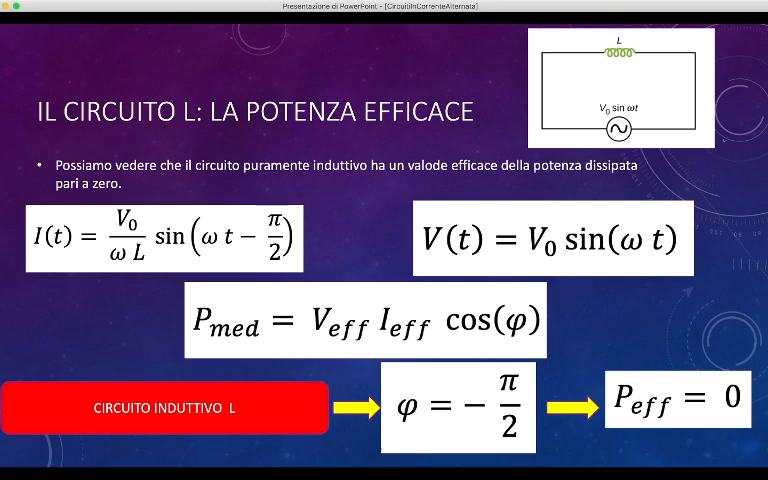 Presentazione di PowerPoint - [CircuitiInCorrenteAlternata]
L
V₀ sin ωt
IL CIRCUITO L: LA POTENZA EFFICACE
• Possiamo vedere che il circuito puramente induttivo ha un valode efficace della potenza dissipata
pari a zero.
I(t) = V₀/(ω L) sin(ω t − π/2)
V(t) = V₀ sin(ω t)
P_med = V_eff I_eff cos(φ)
CIRCUITO INDUTTIVO L
φ = − π/2
P_eff = 0